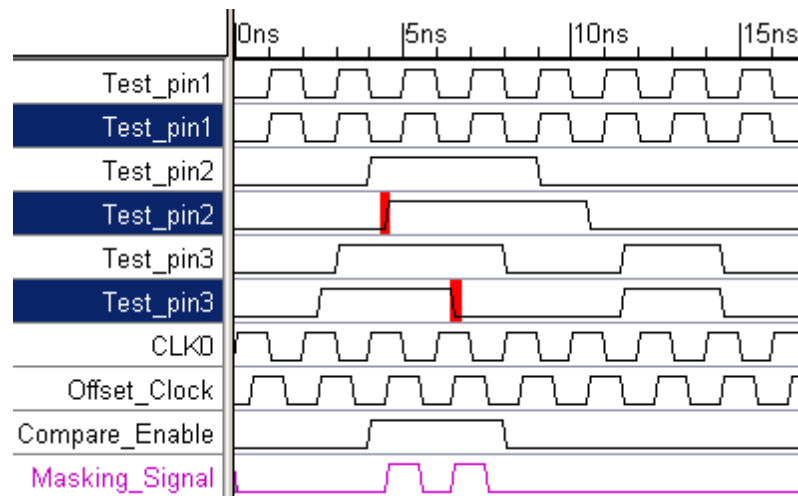 0ns 5ns 10ns 15ns
Test_pin1
Test_pin1
Test_pin2
Test_pin2
Test_pin3
Test_pin3
CLK0
Offset_Clock
Compare_Enable
Masking_Signal